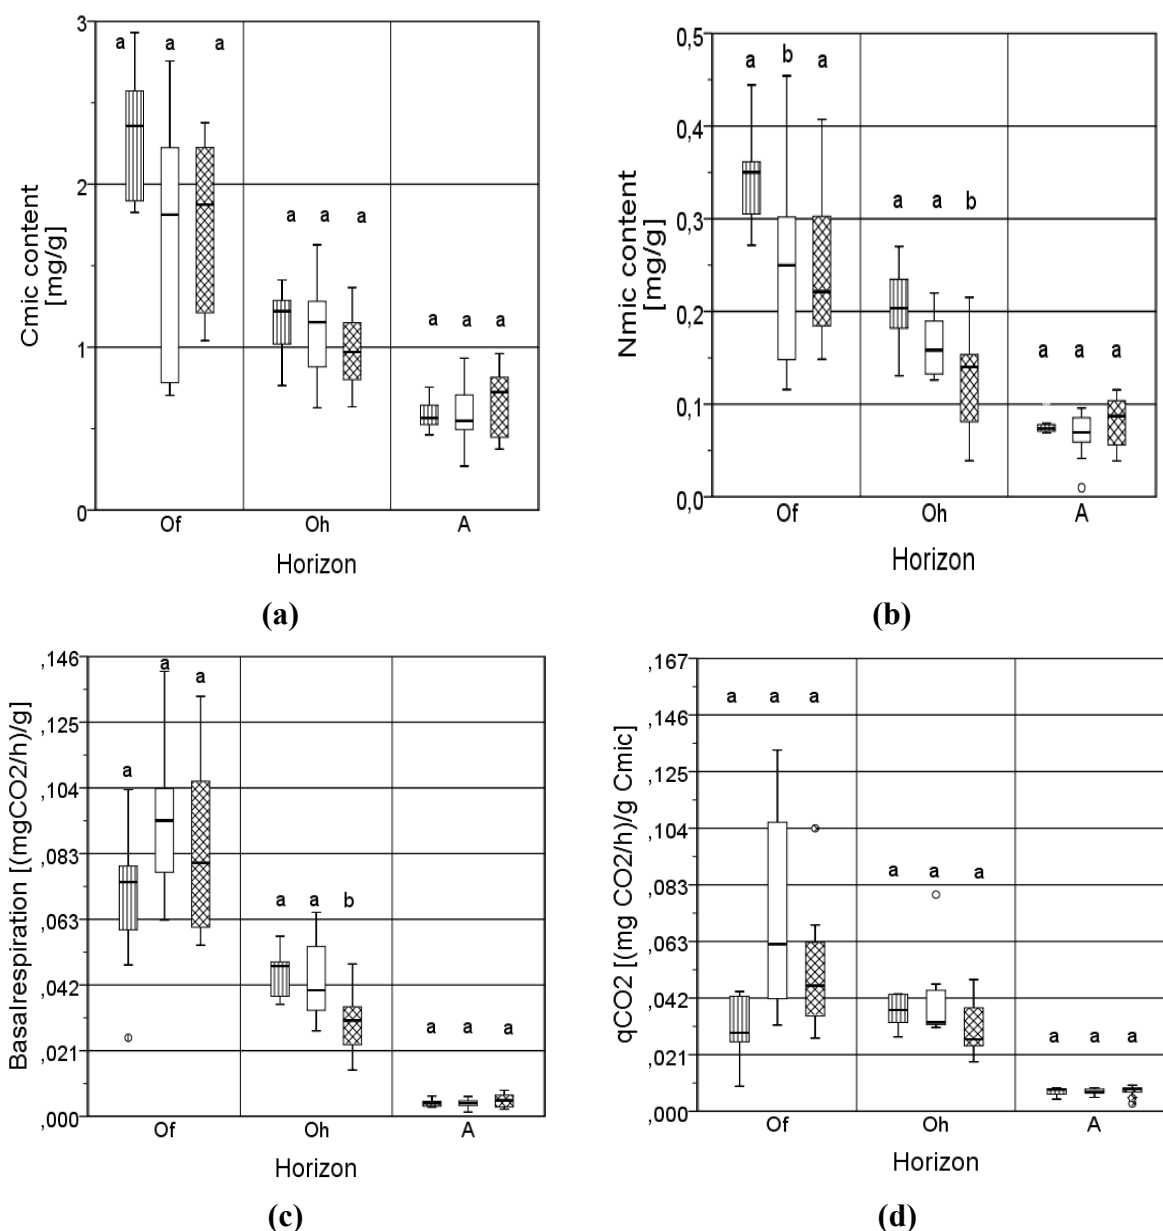 3
a a a
2
a a a
a a a
1
0
Cmic content
[mg/g]
Of Oh A
Horizon
(a)
0,5
a b a
0,4
0,3
a a b
0,2
a a a
0,1
0,0
Nmic content
[mg/g]
Of Oh A
Horizon
(b)
,146
a a
,125
a
,104
,083
a a b
,063
,042
a a a
,021
,000
Basalrespiration [(mgCO2/h)/g]
Of Oh A
Horizon
(c)
,167
a a a
,146
,125
,104
a a a
,083
,063
,042
a a a
,021
,000
qCO2 [(mg CO2/h)/g Cmic]
Of Oh A
Horizon
(d)